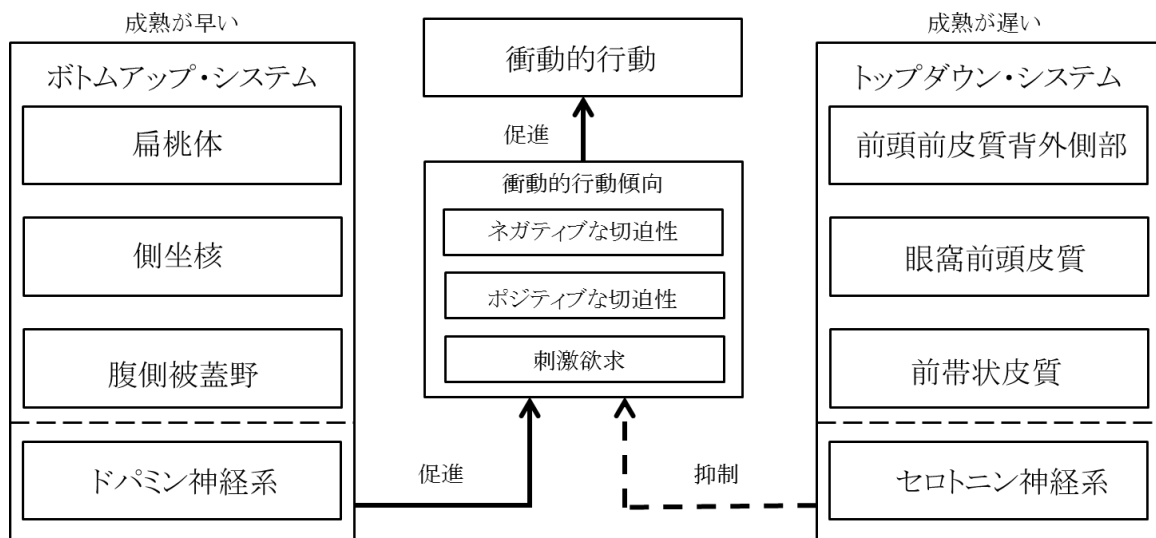 成熟が早い
ボトムアップ・システム
扁桃体
側坐核
腹側被蓋野
ドパミン神経系
促進
衝動的行動
促進
衝動的行動傾向
ネガティブな切迫性
ポジティブな切迫性
刺激欲求
抑制
成熟が遅い
トップダウン・システム
前頭前皮質背外側部
眼窩前頭皮質
前帯状皮質
セロトニン神経系